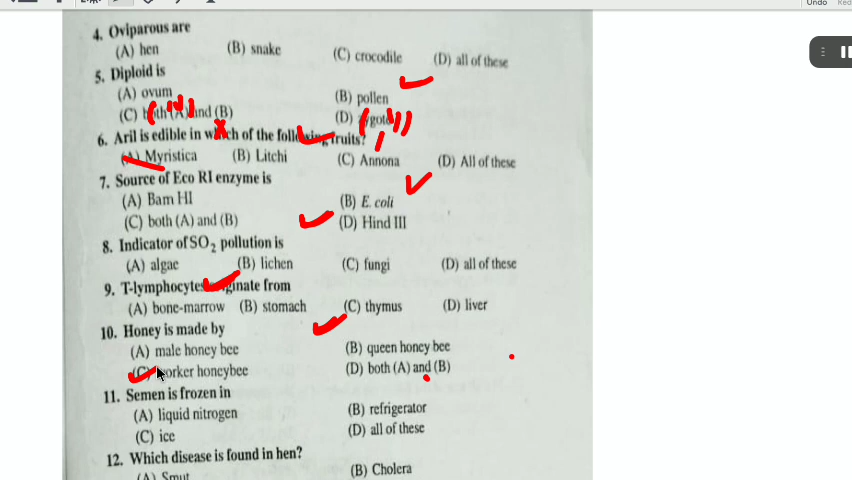 Undo Red
4. Oviparous are
(A) hen (B) snake (C) crocodile (D) all of these
5. Diploid is
(A) ovum (B) pollen
(C) both (A) and (B) (D) zygote
6. Aril is edible in which of the following fruits?
(A) Myristica (B) Litchi (C) Annona (D) All of these
7. Source of Eco RI enzyme is
(A) Bam HI (B) E. coli
(C) both (A) and (B) (D) Hind III
8. Indicator of SO₂ pollution is
(A) algae (B) lichen (C) fungi (D) all of these
9. T-lymphocytes originate from
(A) bone-marrow (B) stomach (C) thymus (D) liver
10. Honey is made by
(A) male honey bee (B) queen honey bee
(C) worker honeybee (D) both (A) and (B)
11. Semen is frozen in
(A) liquid nitrogen (B) refrigerator
(C) ice (D) all of these
12. Which disease is found in hen?
(A) Smut (B) Cholera